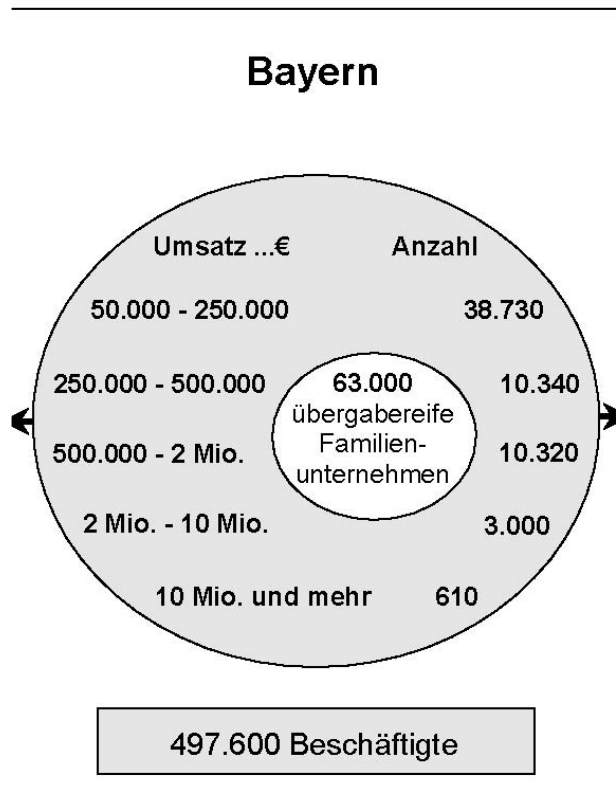 Bayern
Umsatz ...€ Anzahl
50.000 - 250.000 38.730
250.000 - 500.000 10.340
500.000 - 2 Mio. 10.320
2 Mio. - 10 Mio. 3.000
10 Mio. und mehr 610
63.000
übergabereife
Familien-
unternehmen
497.600 Beschäftigte